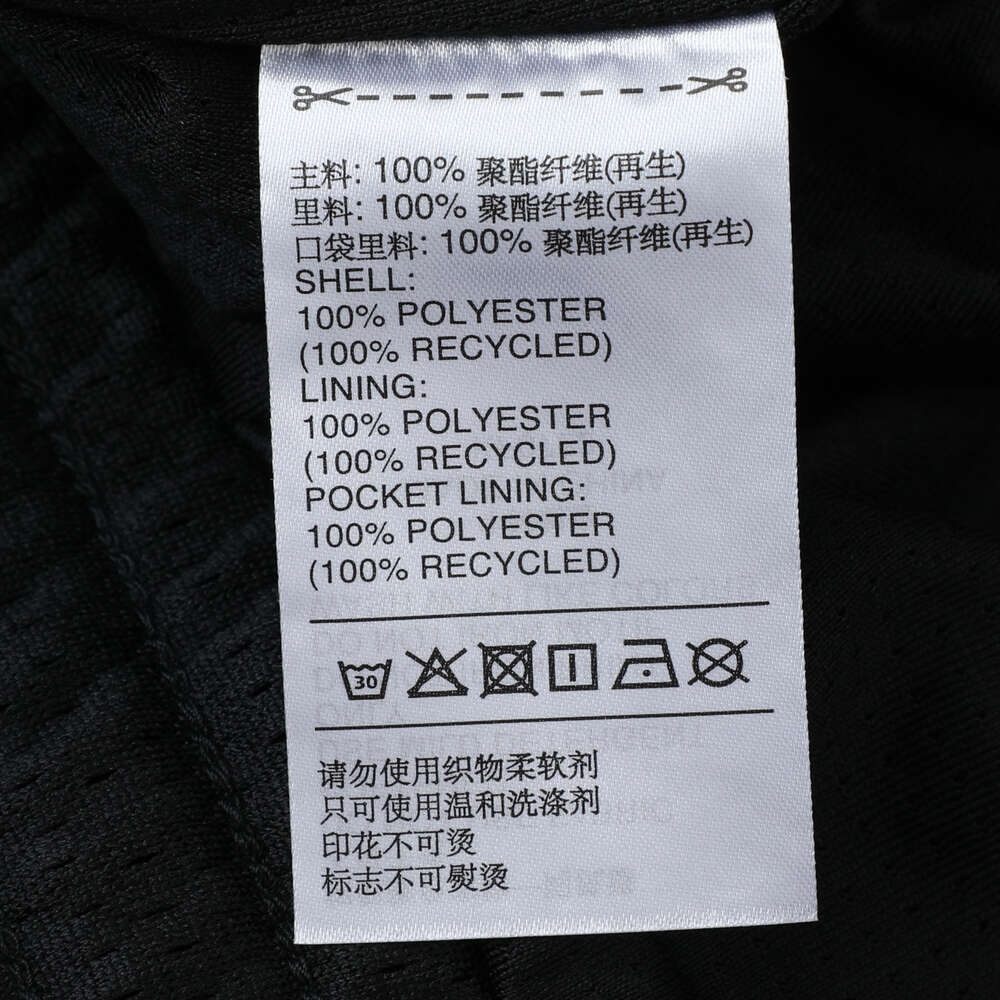 主料: 100% 聚酯纤维(再生)
里料: 100% 聚酯纤维(再生)
口袋里料: 100% 聚酯纤维(再生)
SHELL:
100% POLYESTER
(100% RECYCLED)
LINING:
100% POLYESTER
(100% RECYCLED)
POCKET LINING:
100% POLYESTER
(100% RECYCLED)
30
请勿使用织物柔软剂
只可使用温和洗涤剂
印花不可烫
标志不可熨烫